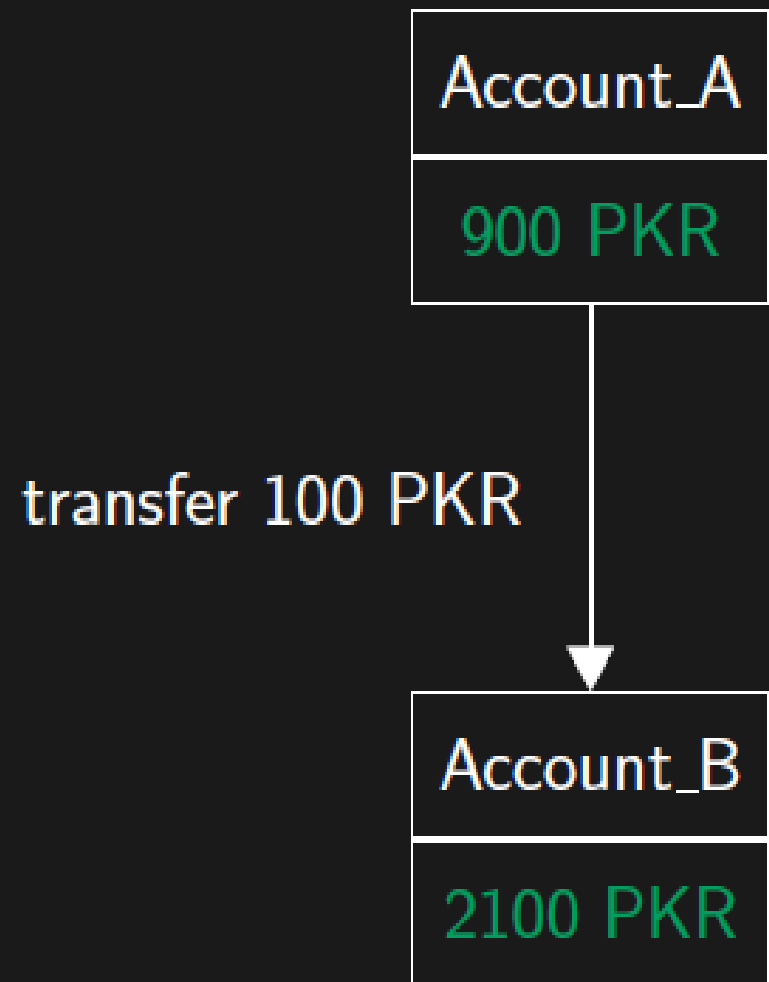 Account_A
900 PKR
transfer 100 PKR
Account_B
2100 PKR